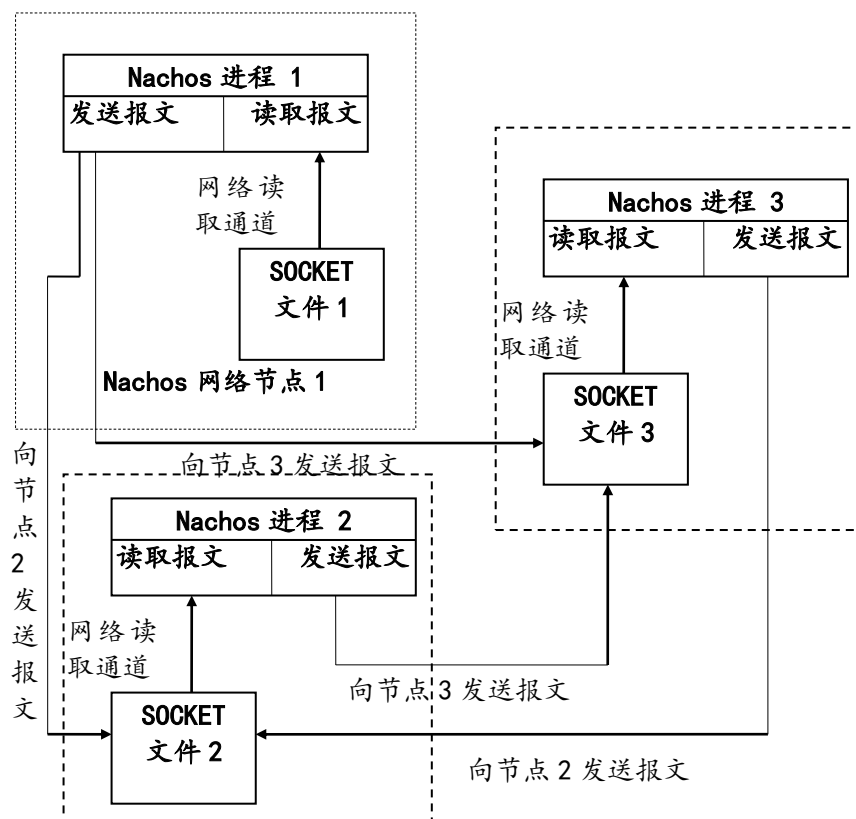 Nachos 进程 1
发送报文 读取报文
网络读
取通道
SOCKET
文件1
Nachos 网络节点1
Nachos 进程 3
读取报文 发送报文
网络读
取通道
SOCKET
文件3
向节点3发送报文
向
节
点
2
发
送
报
文
Nachos 进程 2
读取报文 发送报文
网络读
取通道
SOCKET
文件2
向节点3发送报文
向节点2发送报文